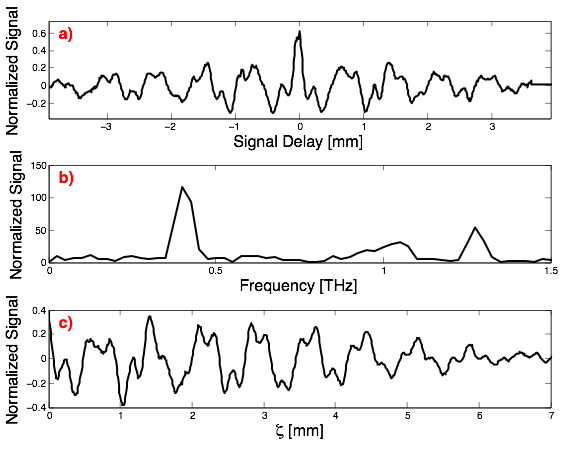 a)
Normalized Signal
0.6
0.4
0.2
0
−0.2
−3 −2 −1 0 1 2 3
Signal Delay [mm]
b)
Normalized Signal
150
100
50
0
0 0.5 1 1.5
Frequency [THz]
c)
Normalized Signal
0.4
0.2
0
−0.2
−0.4
0 1 2 3 4 5 6 7
ζ [mm]